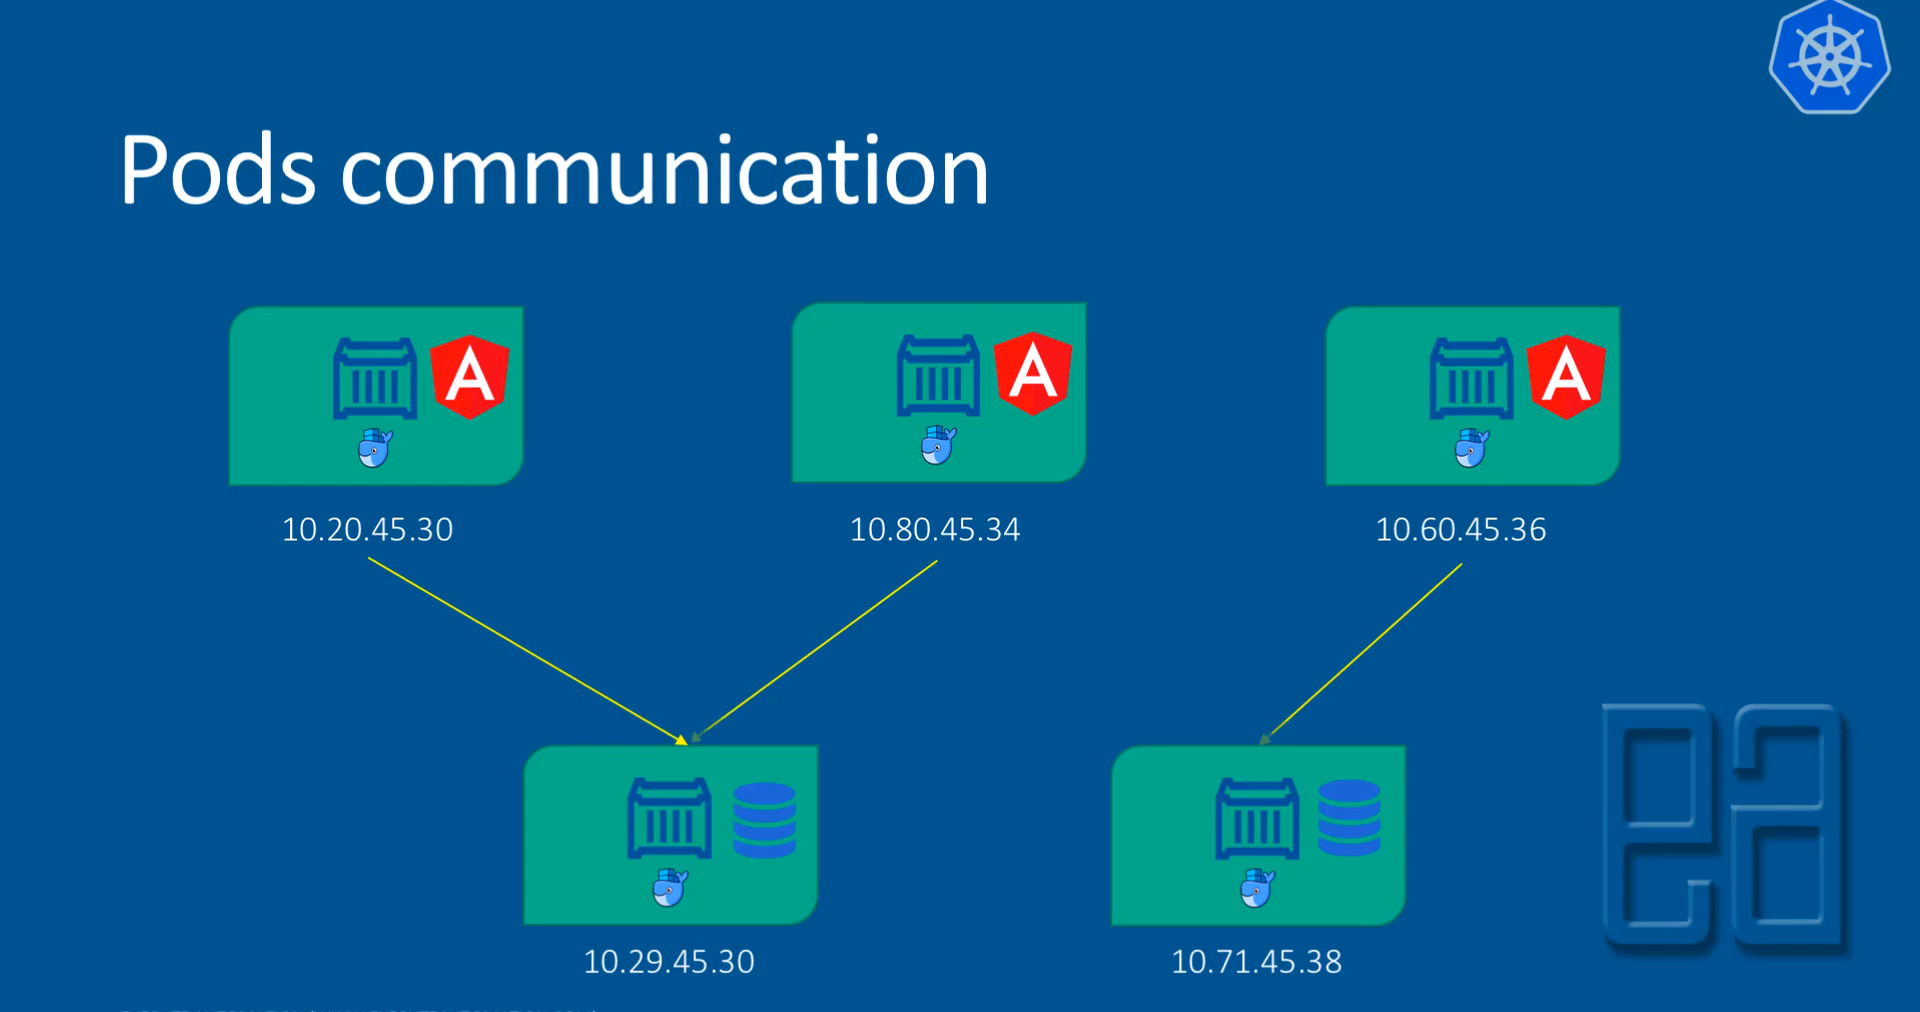 Pods communication
A
A
A
10.20.45.30
10.80.45.34
10.60.45.36
10.29.45.30
10.71.45.38
ea